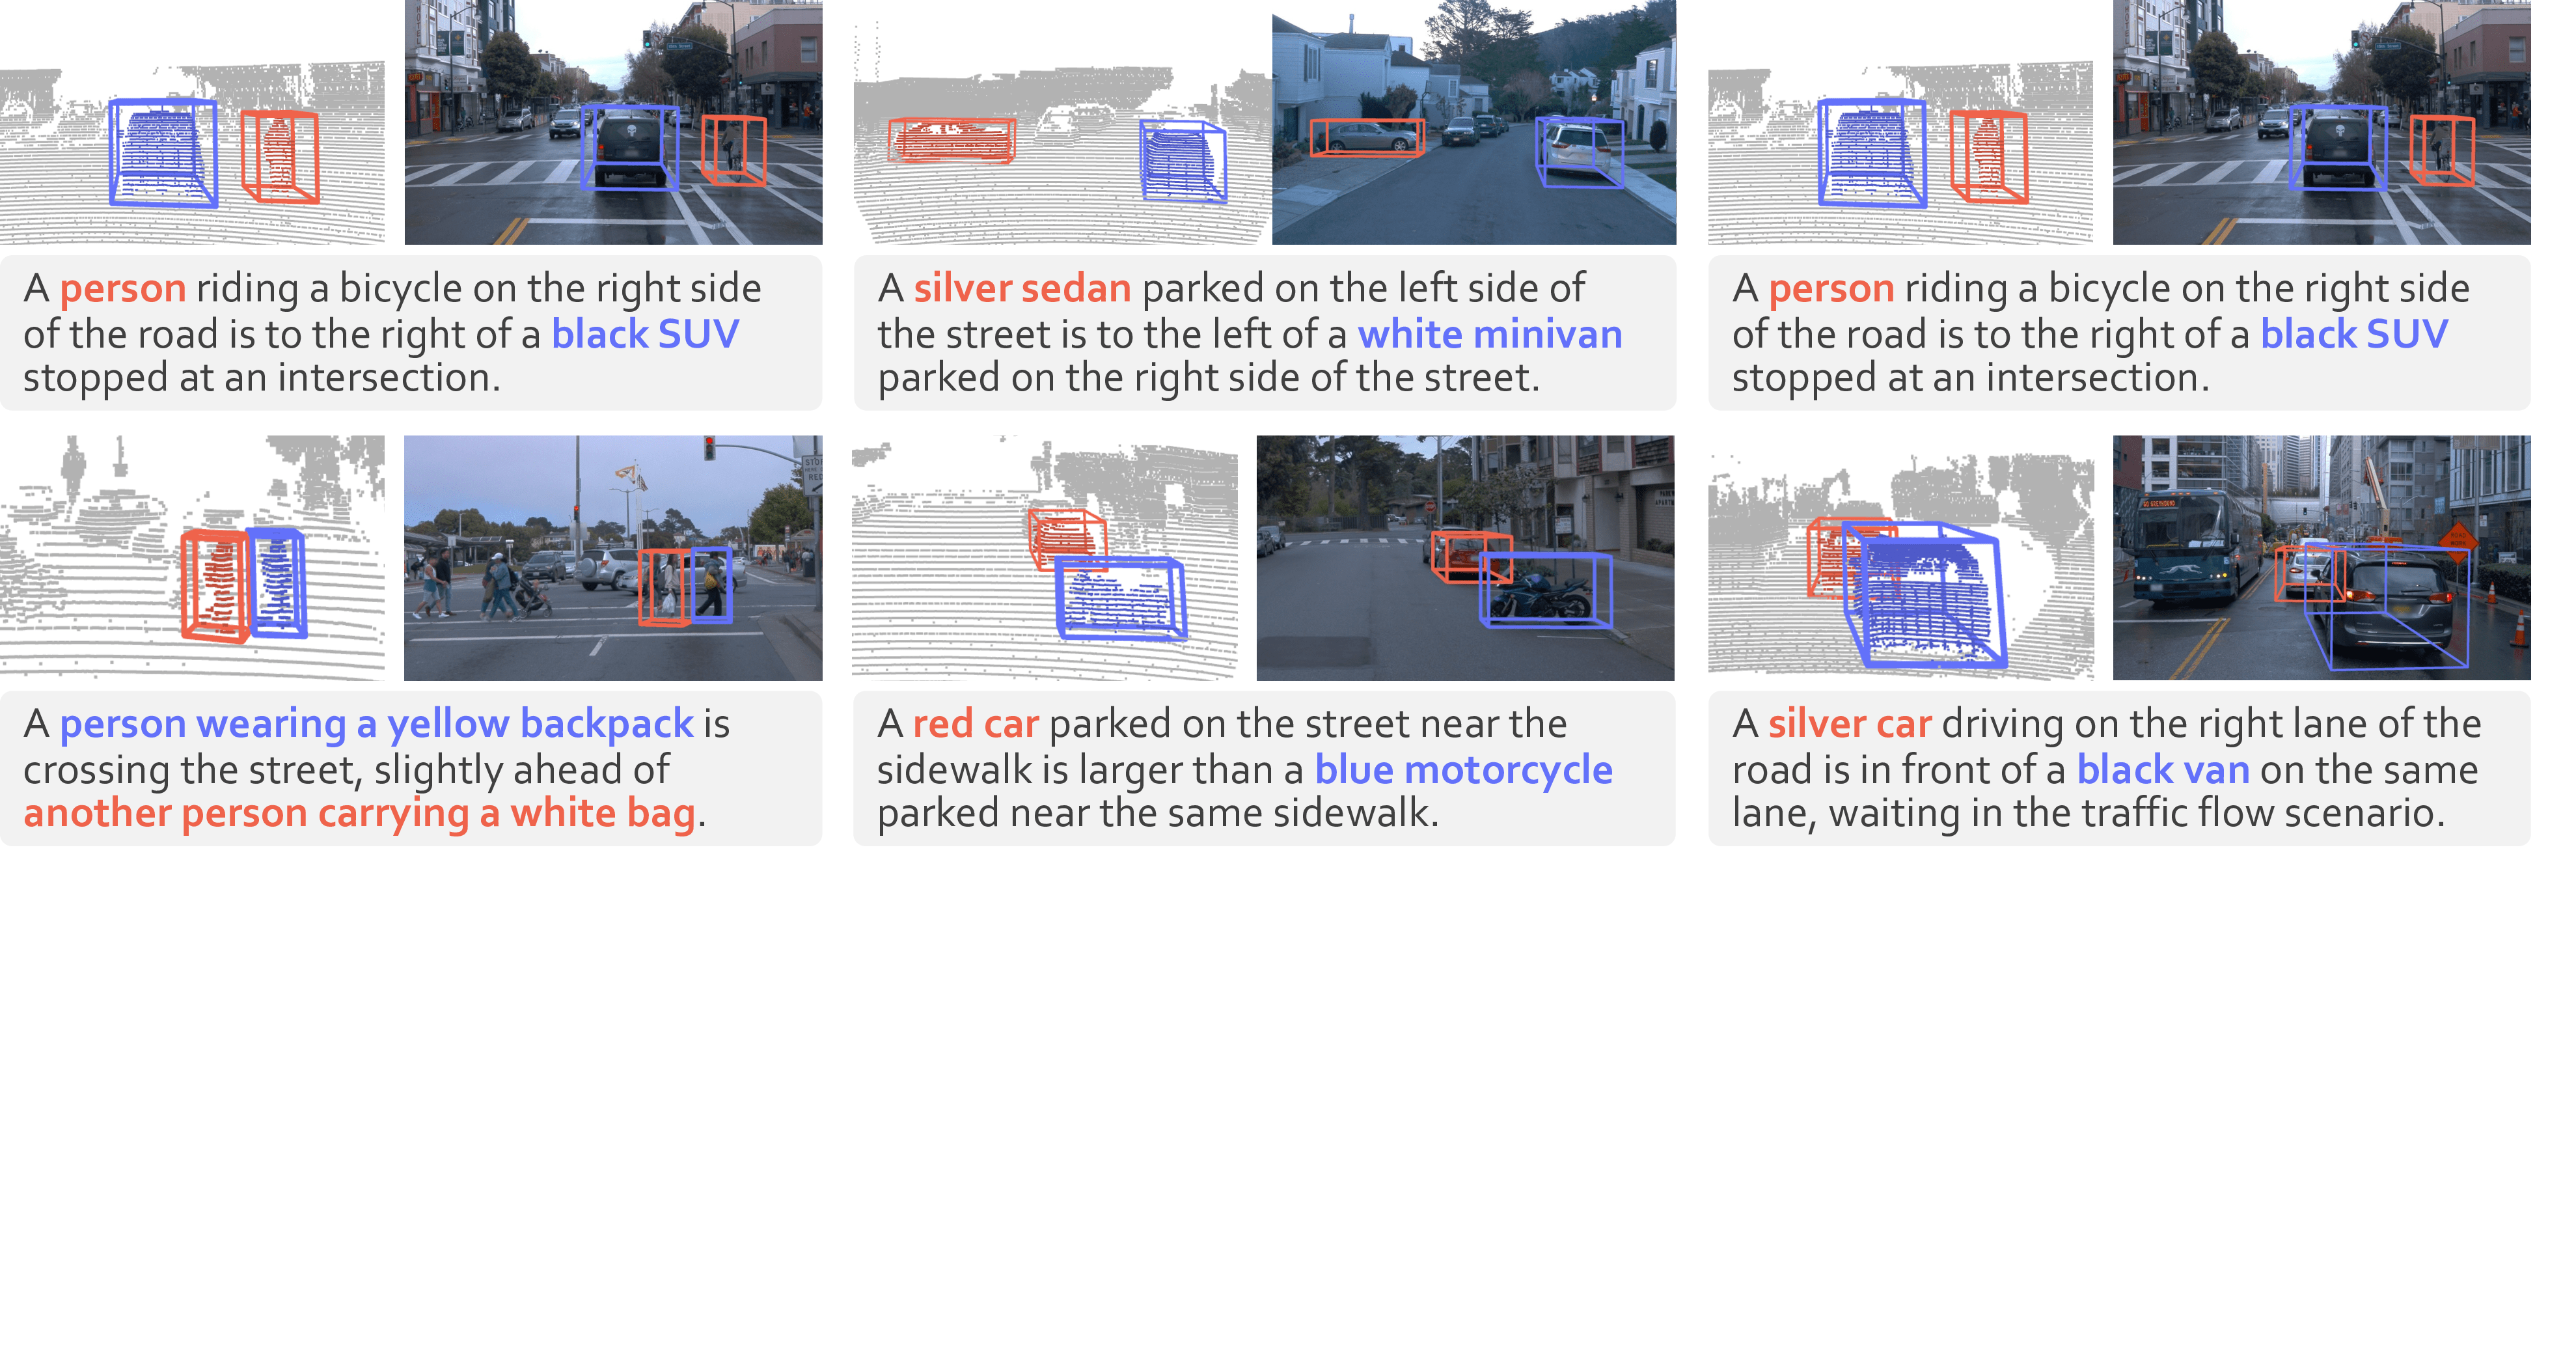 A person riding a bicycle on the right side
of the road is to the right of a black SUV
stopped at an intersection.
A silver sedan parked on the left side of
the street is to the left of a white minivan
parked on the right side of the street.
A person riding a bicycle on the right side
of the road is to the right of a black SUV
stopped at an intersection.
STOP
RED
GO GREYHOUND
ROAD
WORK
A person wearing a yellow backpack is
crossing the street, slightly ahead of
another person carrying a white bag.
A red car parked on the street near the
sidewalk is larger than a blue motorcycle
parked near the same sidewalk.
A silver car driving on the right lane of the
road is in front of a black van on the same
lane, waiting in the traffic flow scenario.